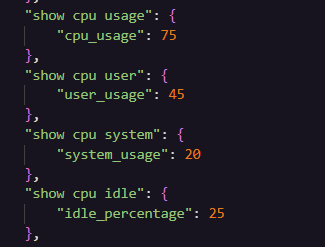 },
"show cpu usage": {
"cpu_usage": 75
},
"show cpu user": {
"user_usage": 45
},
"show cpu system": {
"system_usage": 20
},
"show cpu idle": {
"idle_percentage": 25
},